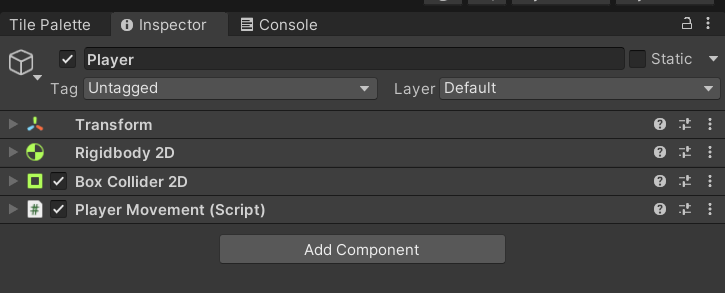 Tile Palette Inspector Console
Player Static
Tag Untagged Layer Default
Transform
Rigidbody 2D
Box Collider 2D
# Player Movement (Script)
Add Component